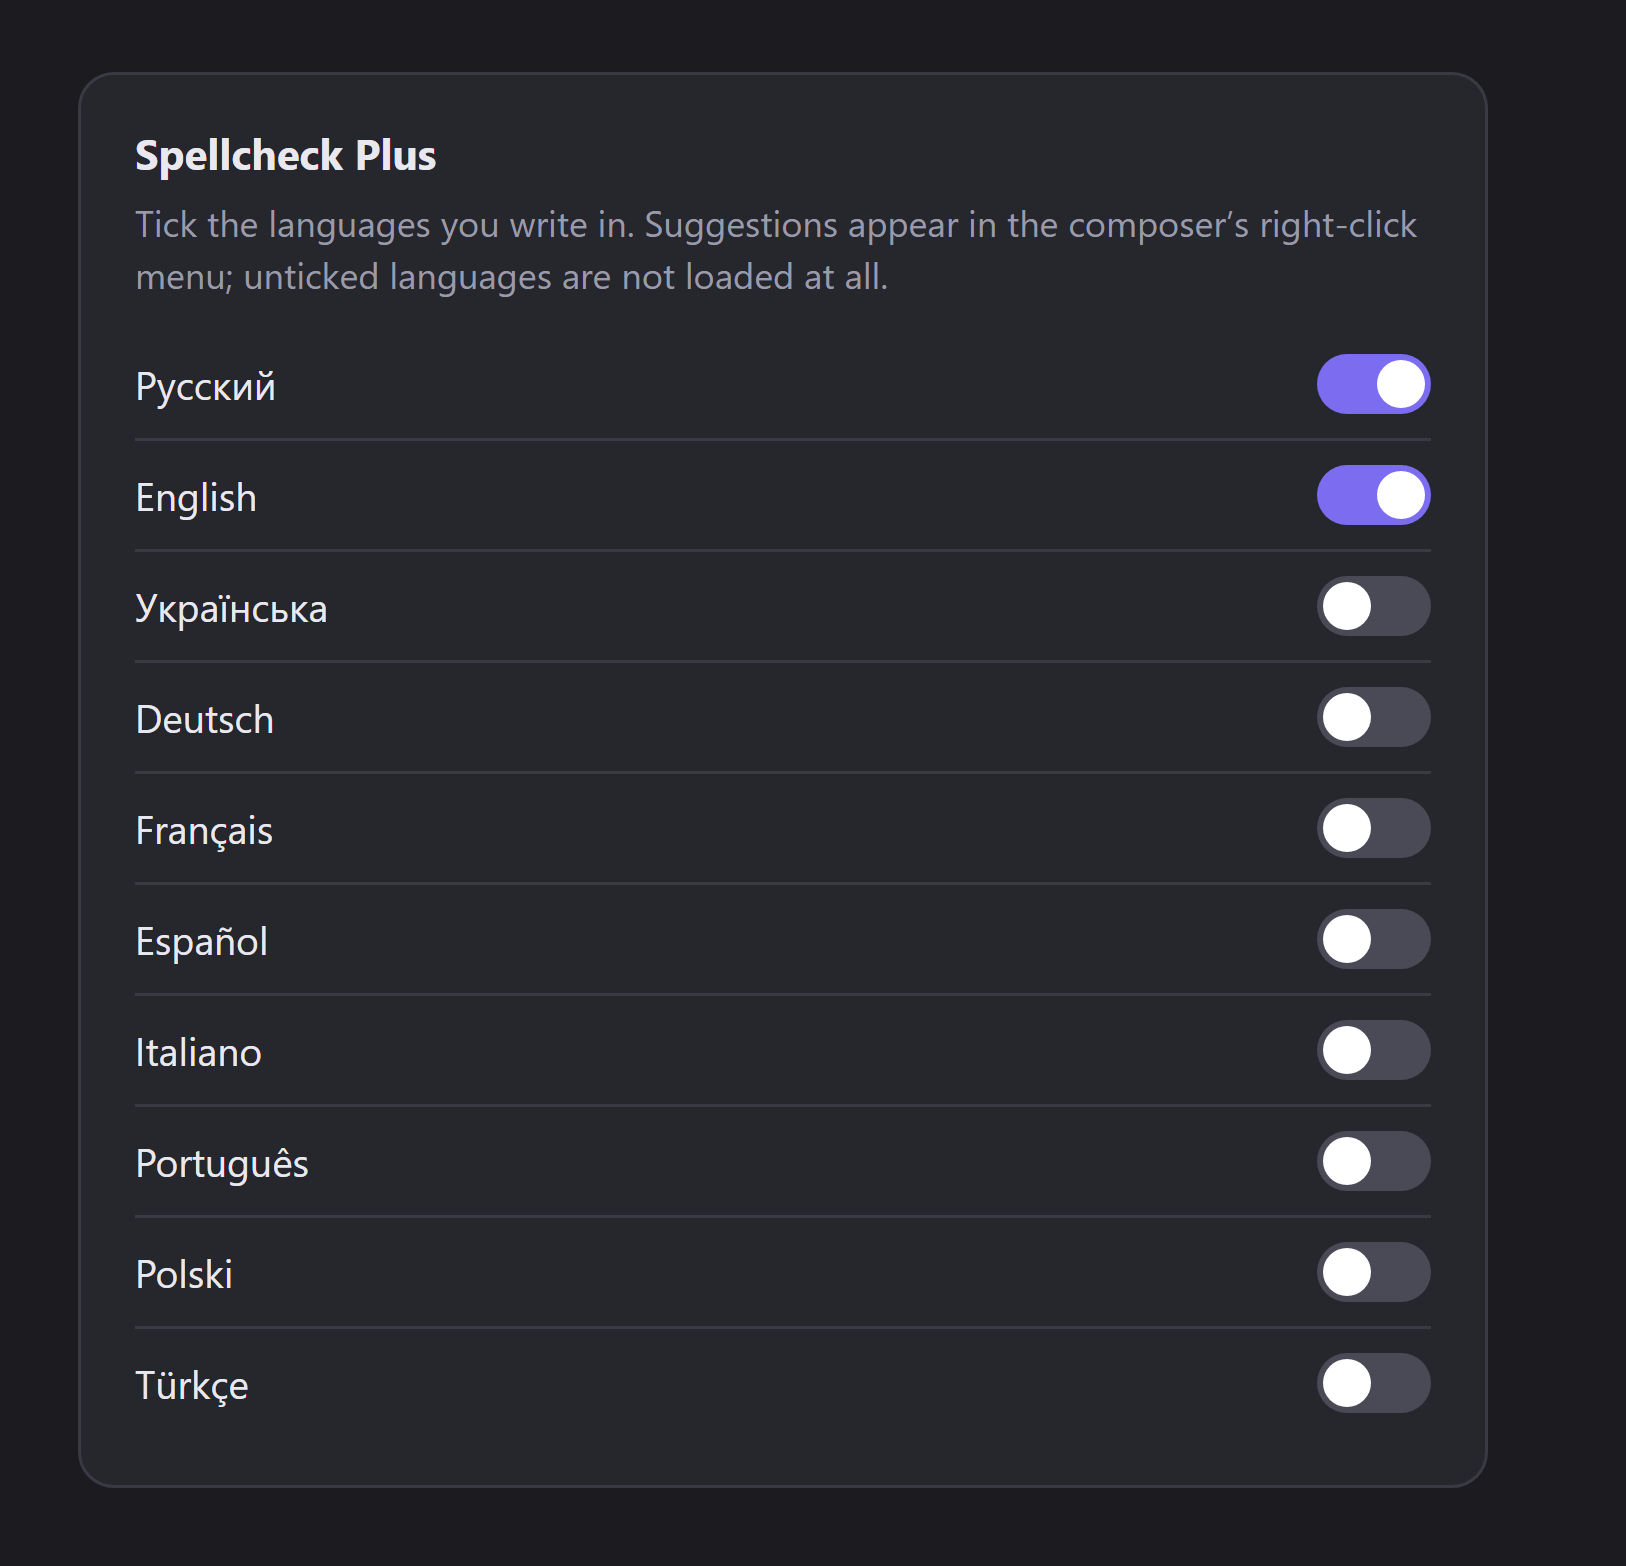 Spellcheck Plus
Tick the languages you write in. Suggestions appear in the composer’s right-click
menu; unticked languages are not loaded at all.
Русский
English
Українська
Deutsch
Français
Español
Italiano
Português
Polski
Türkçe